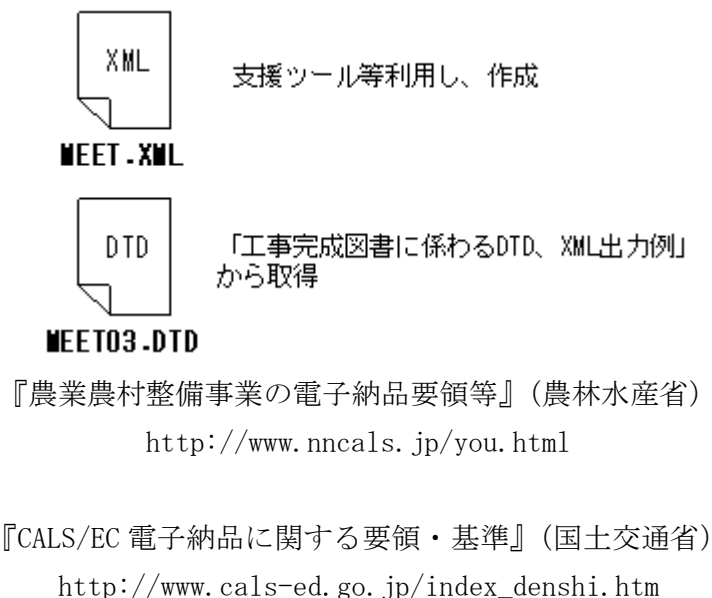 XML
支援ツール等利用し、作成
MEET.XML
DTD
「工事完成図書に係わるDTD、XML出力例」
から取得
MEET03.DTD
『農業農村整備事業の電子納品要領等』（農林水産省）
http://www.nncals.jp/you.html
『CALS/EC 電子納品に関する要領・基準』（国土交通省）
http://www.cals-ed.go.jp/index_denshi.htm